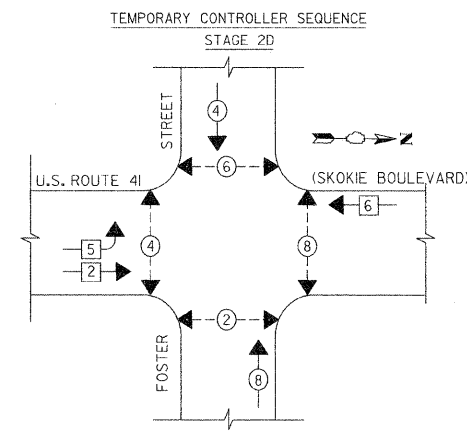 TEMPORARY CONTROLLER SEQUENCE
STAGE 2D
4
STREET
6
N
U.S. ROUTE 41
(SKOKIE BOULEVARD)
6
5
4
8
2
2
FOSTER
8